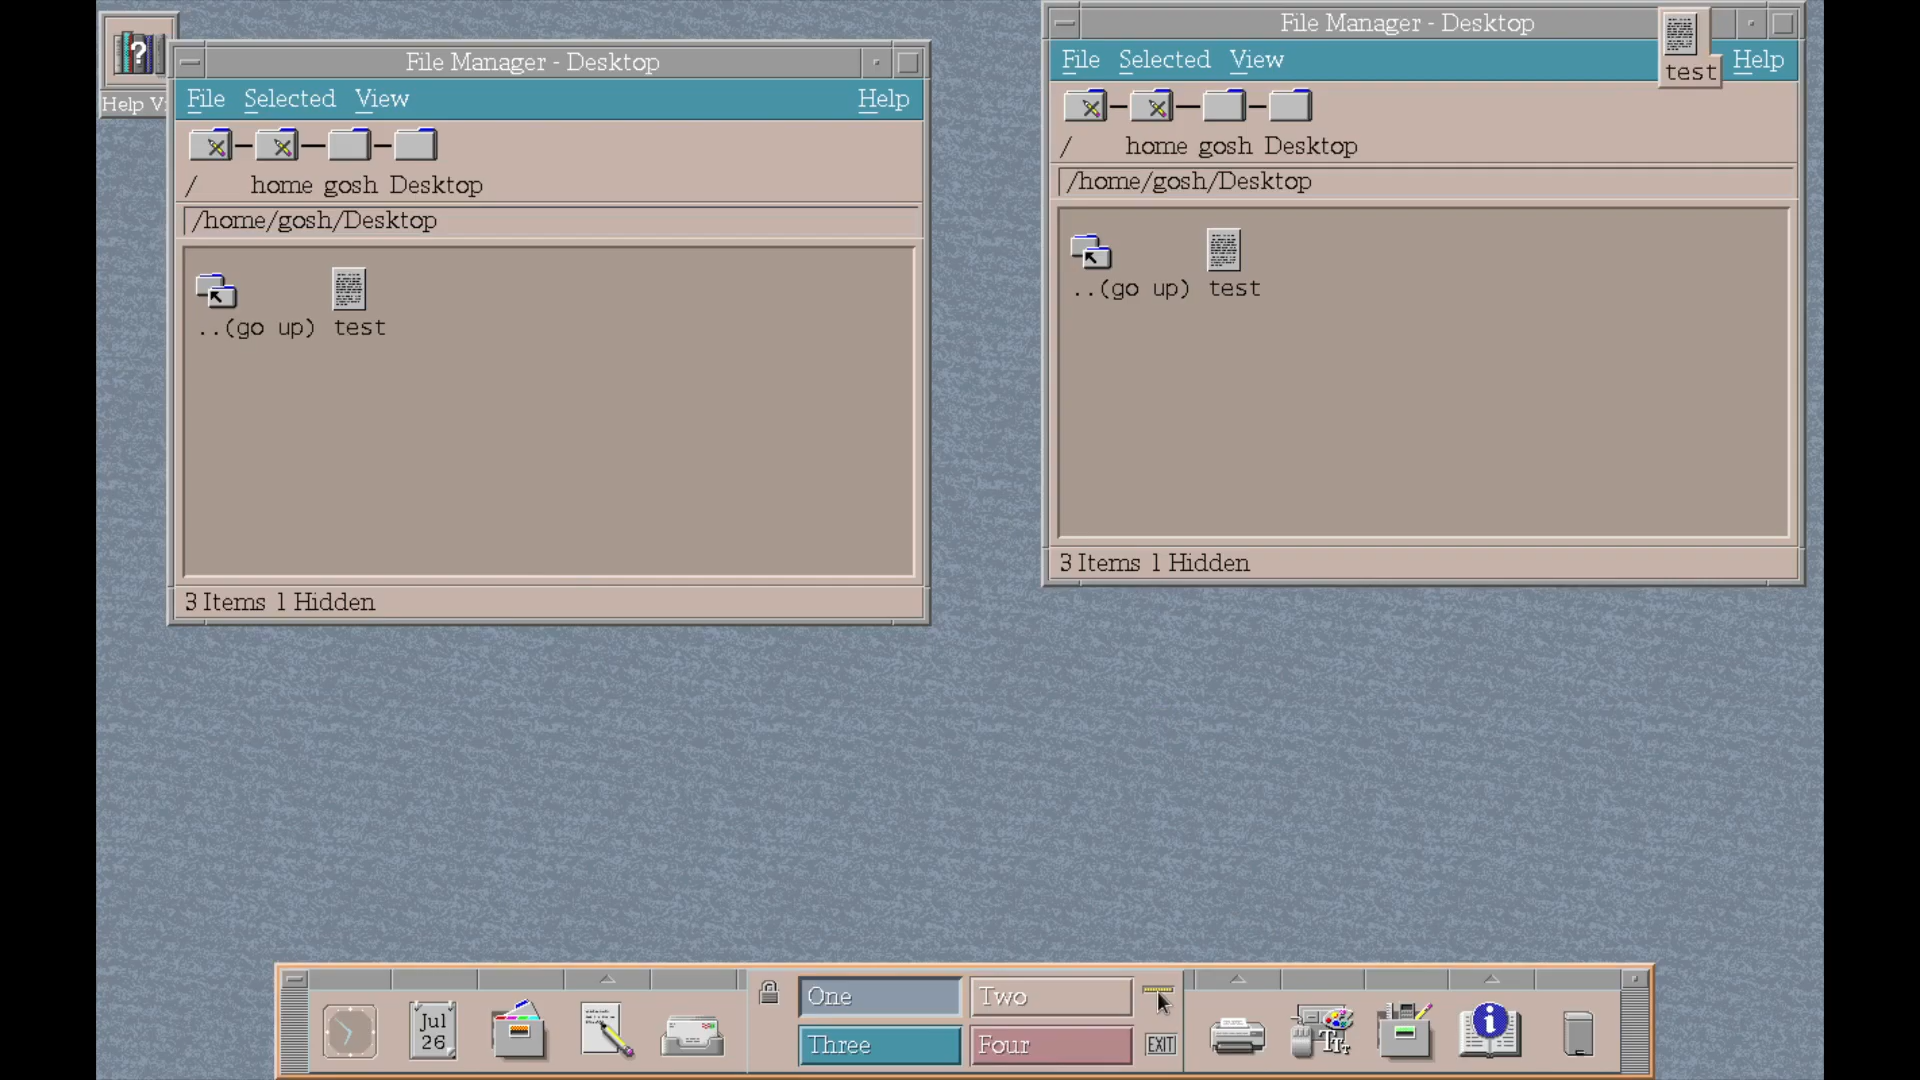 Help V
File Manager - Desktop
File Selected View Help
/ home gosh Desktop
/home/gosh/Desktop
..(go up) test
3 Items 1 Hidden
File Manager - Desktop
test
File Selected View Help
/ home gosh Desktop
/home/gosh/Desktop
..(go up) test
3 Items 1 Hidden
Jul
26
One Two
Three Four
EXIT